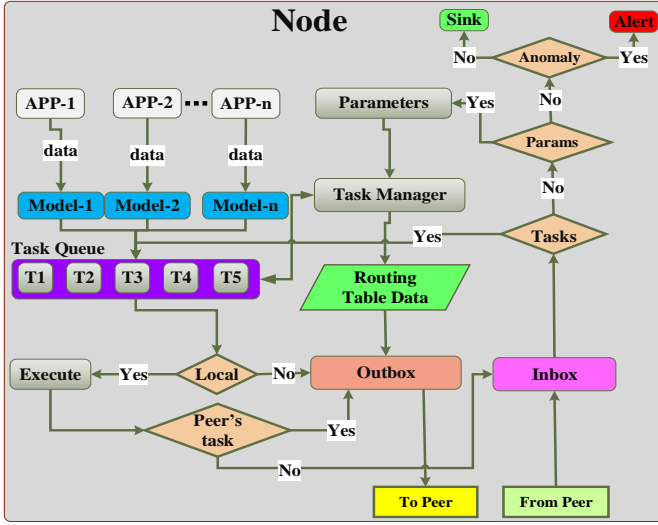 Node
Sink
Alert
No
Anomaly
Yes
APP-1
APP-2
APP-n
Parameters
Yes
No
Params
data
data
data
No
Model-1
Model-2
Model-n
Task Manager
Yes
Tasks
Task Queue
T1
T2
T3
T4
T5
Routing
Table Data
Execute
Yes
Local
No
Outbox
Inbox
Peer's
task
Yes
No
To Peer
From Peer